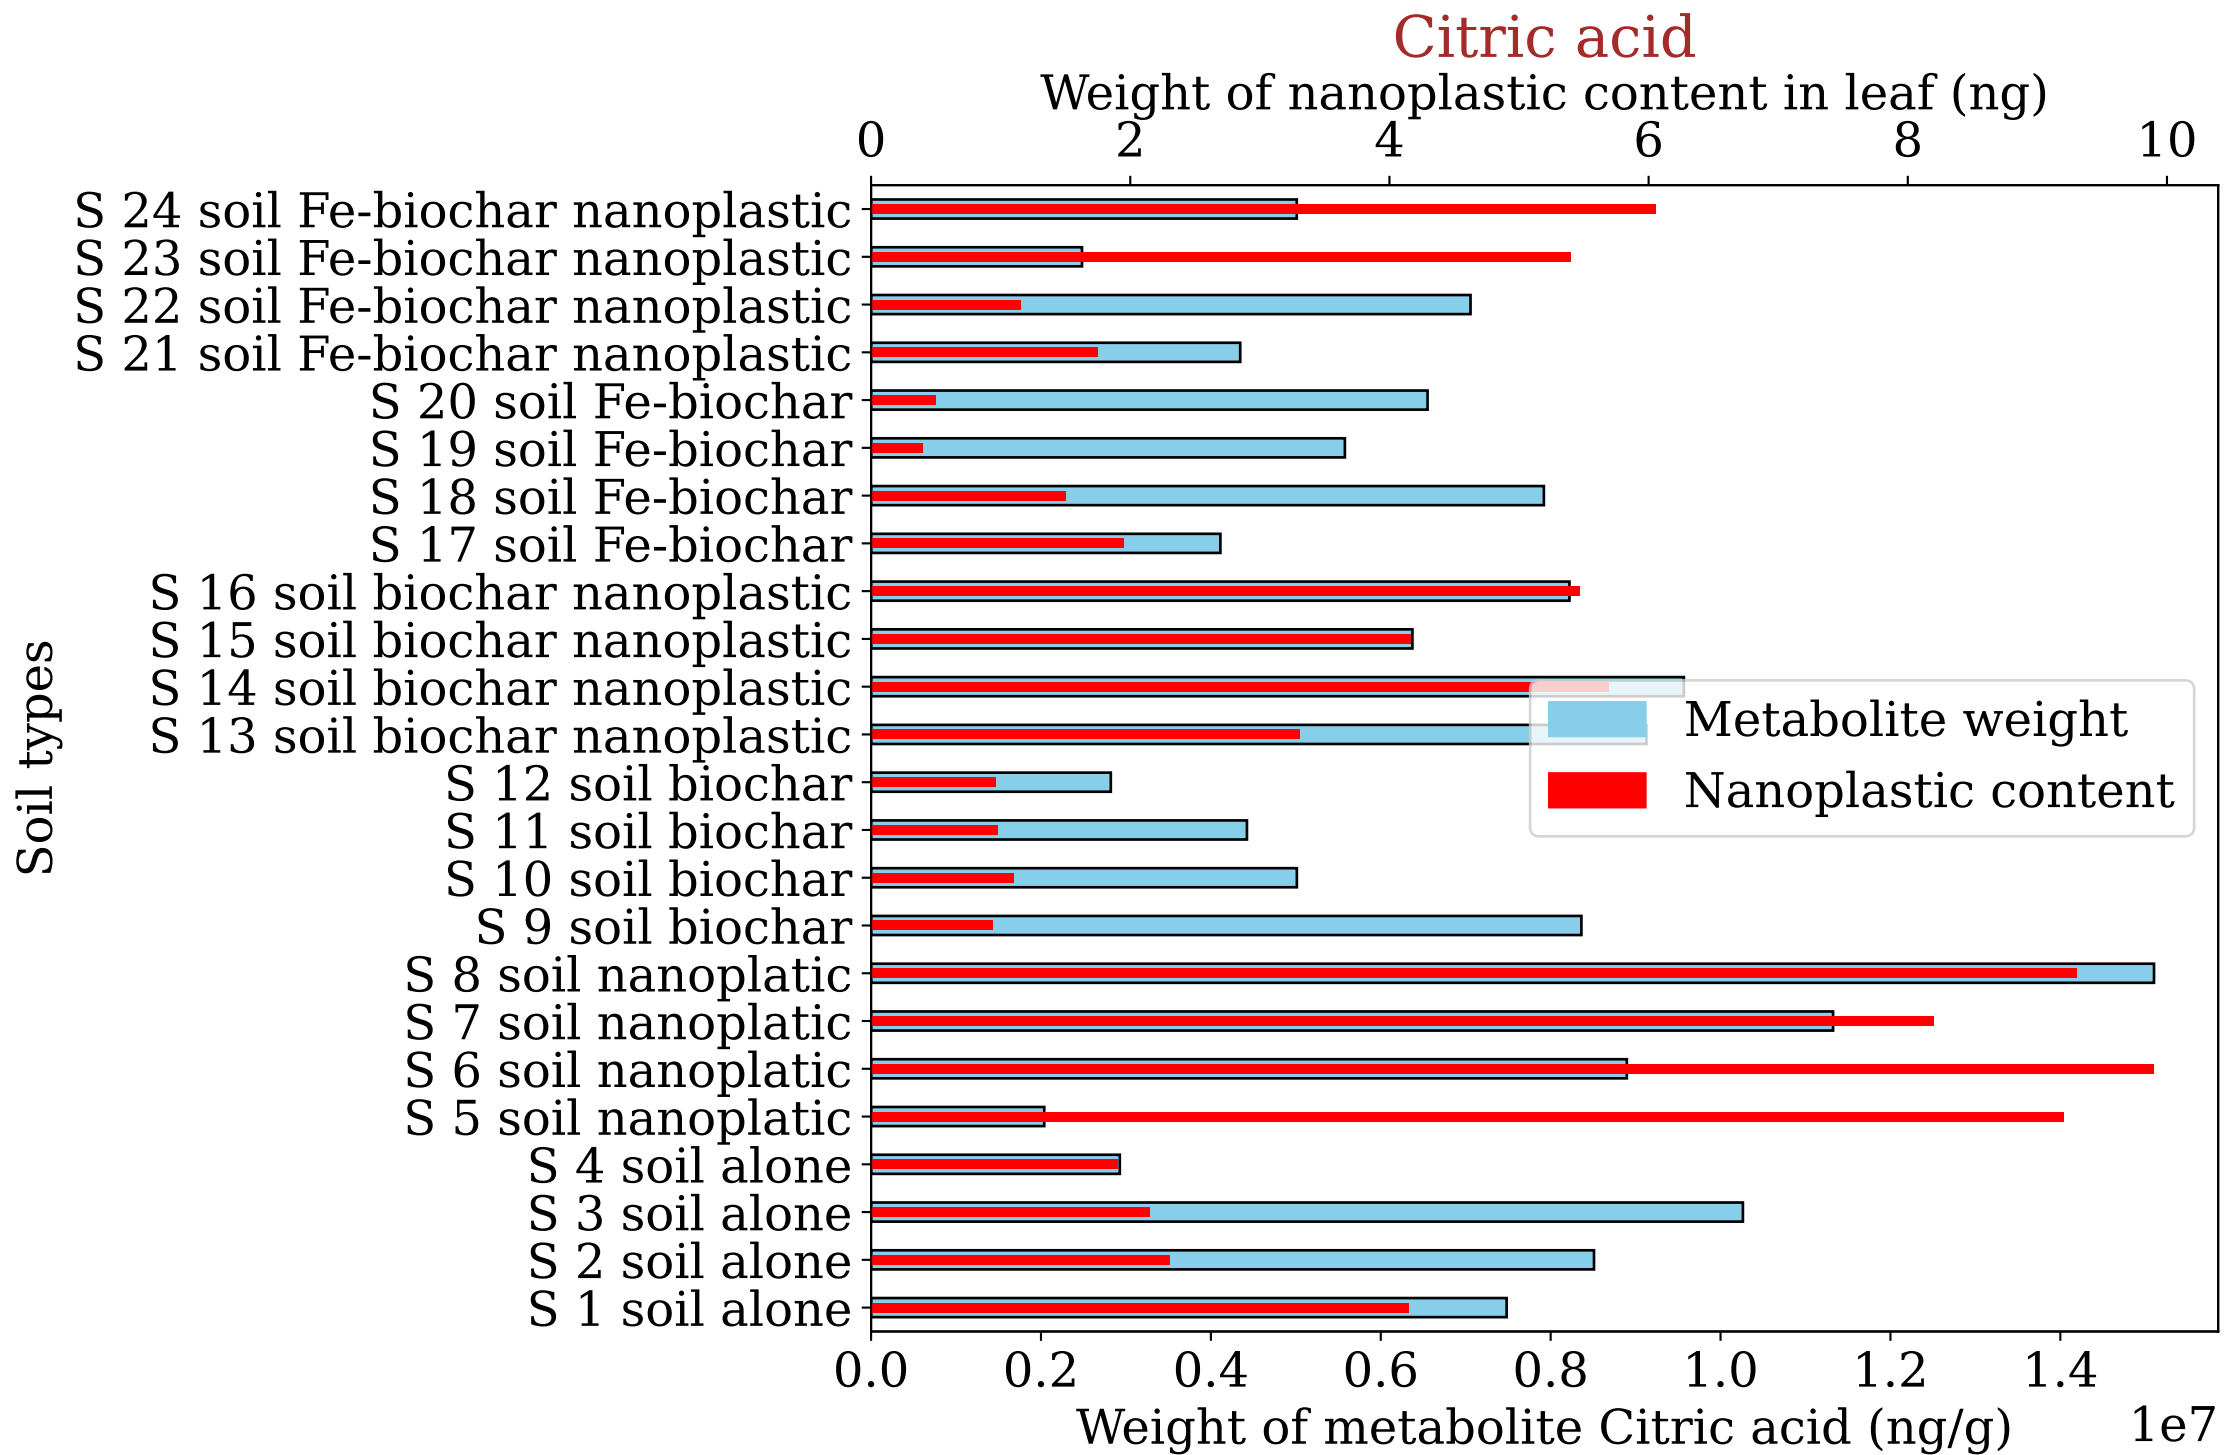 Citric acid
Weight of nanoplastic content in leaf (ng)
0 2 4 6 8 10
S 24 soil Fe-biochar nanoplastic
S 23 soil Fe-biochar nanoplastic
S 22 soil Fe-biochar nanoplastic
S 21 soil Fe-biochar nanoplastic
S 20 soil Fe-biochar
S 19 soil Fe-biochar
S 18 soil Fe-biochar
S 17 soil Fe-biochar
S 16 soil biochar nanoplastic
S 15 soil biochar nanoplastic
S 14 soil biochar nanoplastic
S 13 soil biochar nanoplastic
S 12 soil biochar
S 11 soil biochar
S 10 soil biochar
S 9 soil biochar
S 8 soil nanoplatic
S 7 soil nanoplatic
S 6 soil nanoplatic
S 5 soil nanoplatic
S 4 soil alone
S 3 soil alone
S 2 soil alone
S 1 soil alone
Soil types
Metabolite weight
Nanoplastic content
0.0 0.2 0.4 0.6 0.8 1.0 1.2 1.4
Weight of metabolite Citric acid (ng/g)
1e7